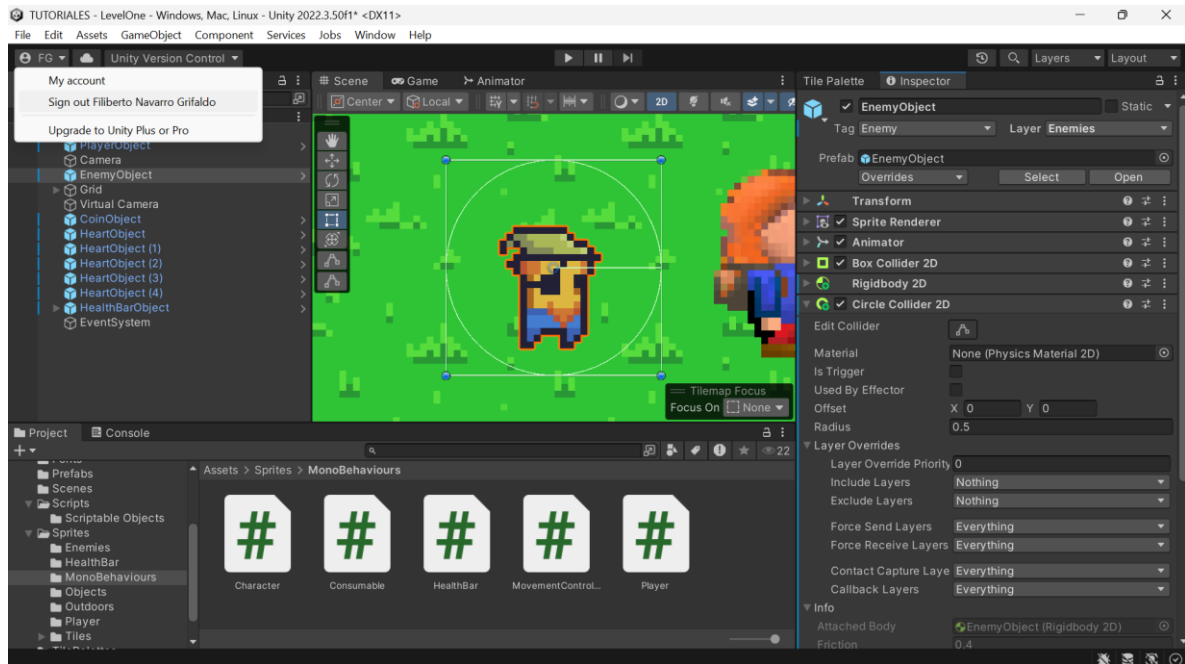 TUTORIALES - LevelOne - Windows, Mac, Linux - Unity 2022.3.50f1* <DX11>
File Edit Assets GameObject Component Services Jobs Window Help
FG Unity Version Control Layers Layout
My account
Sign out Filiberto Navarro Grifaldo
Upgrade to Unity Plus or Pro
PlayerObject
Camera
EnemyObject
Grid
Virtual Camera
CoinObject
HeartObject
HeartObject (1)
HeartObject (2)
HeartObject (3)
HeartObject (4)
HealthBarObject
EventSystem
Scene Game Animator
Center Local 2D
Tilemap Focus
Focus On None
Tile Palette Inspector
EnemyObject Static
Tag Enemy Layer Enemies
Prefab EnemyObject
Overrides Select Open
Transform
Sprite Renderer
Animator
Box Collider 2D
Rigidbody 2D
Circle Collider 2D
Edit Collider
Material None (Physics Material 2D)
Is Trigger
Used By Effector
Offset X 0 Y 0
Radius 0.5
Layer Overrides
Layer Override Priority 0
Include Layers Nothing
Exclude Layers Nothing
Force Send Layers Everything
Force Receive Layers Everything
Contact Capture Laye Everything
Callback Layers Everything
Info
Attached Body EnemyObject (Rigidbody 2D)
Friction 0.4
Project Console
22
Prefabs
Scenes
Scripts
Scriptable Objects
Sprites
Enemies
HealthBar
MonoBehaviours
Objects
Outdoors
Player
Tiles
Assets > Sprites > MonoBehaviours
# # # # #
Character Consumable HealthBar MovementControl... Player